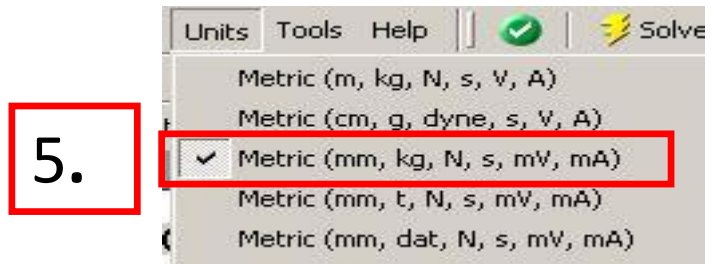 Units Tools Help Solve
Metric (m, kg, N, s, V, A)
Metric (cm, g, dyne, s, V, A)
5.
Metric (mm, kg, N, s, mV, mA)
Metric (mm, t, N, s, mV, mA)
Metric (mm, dat, N, s, mV, mA)